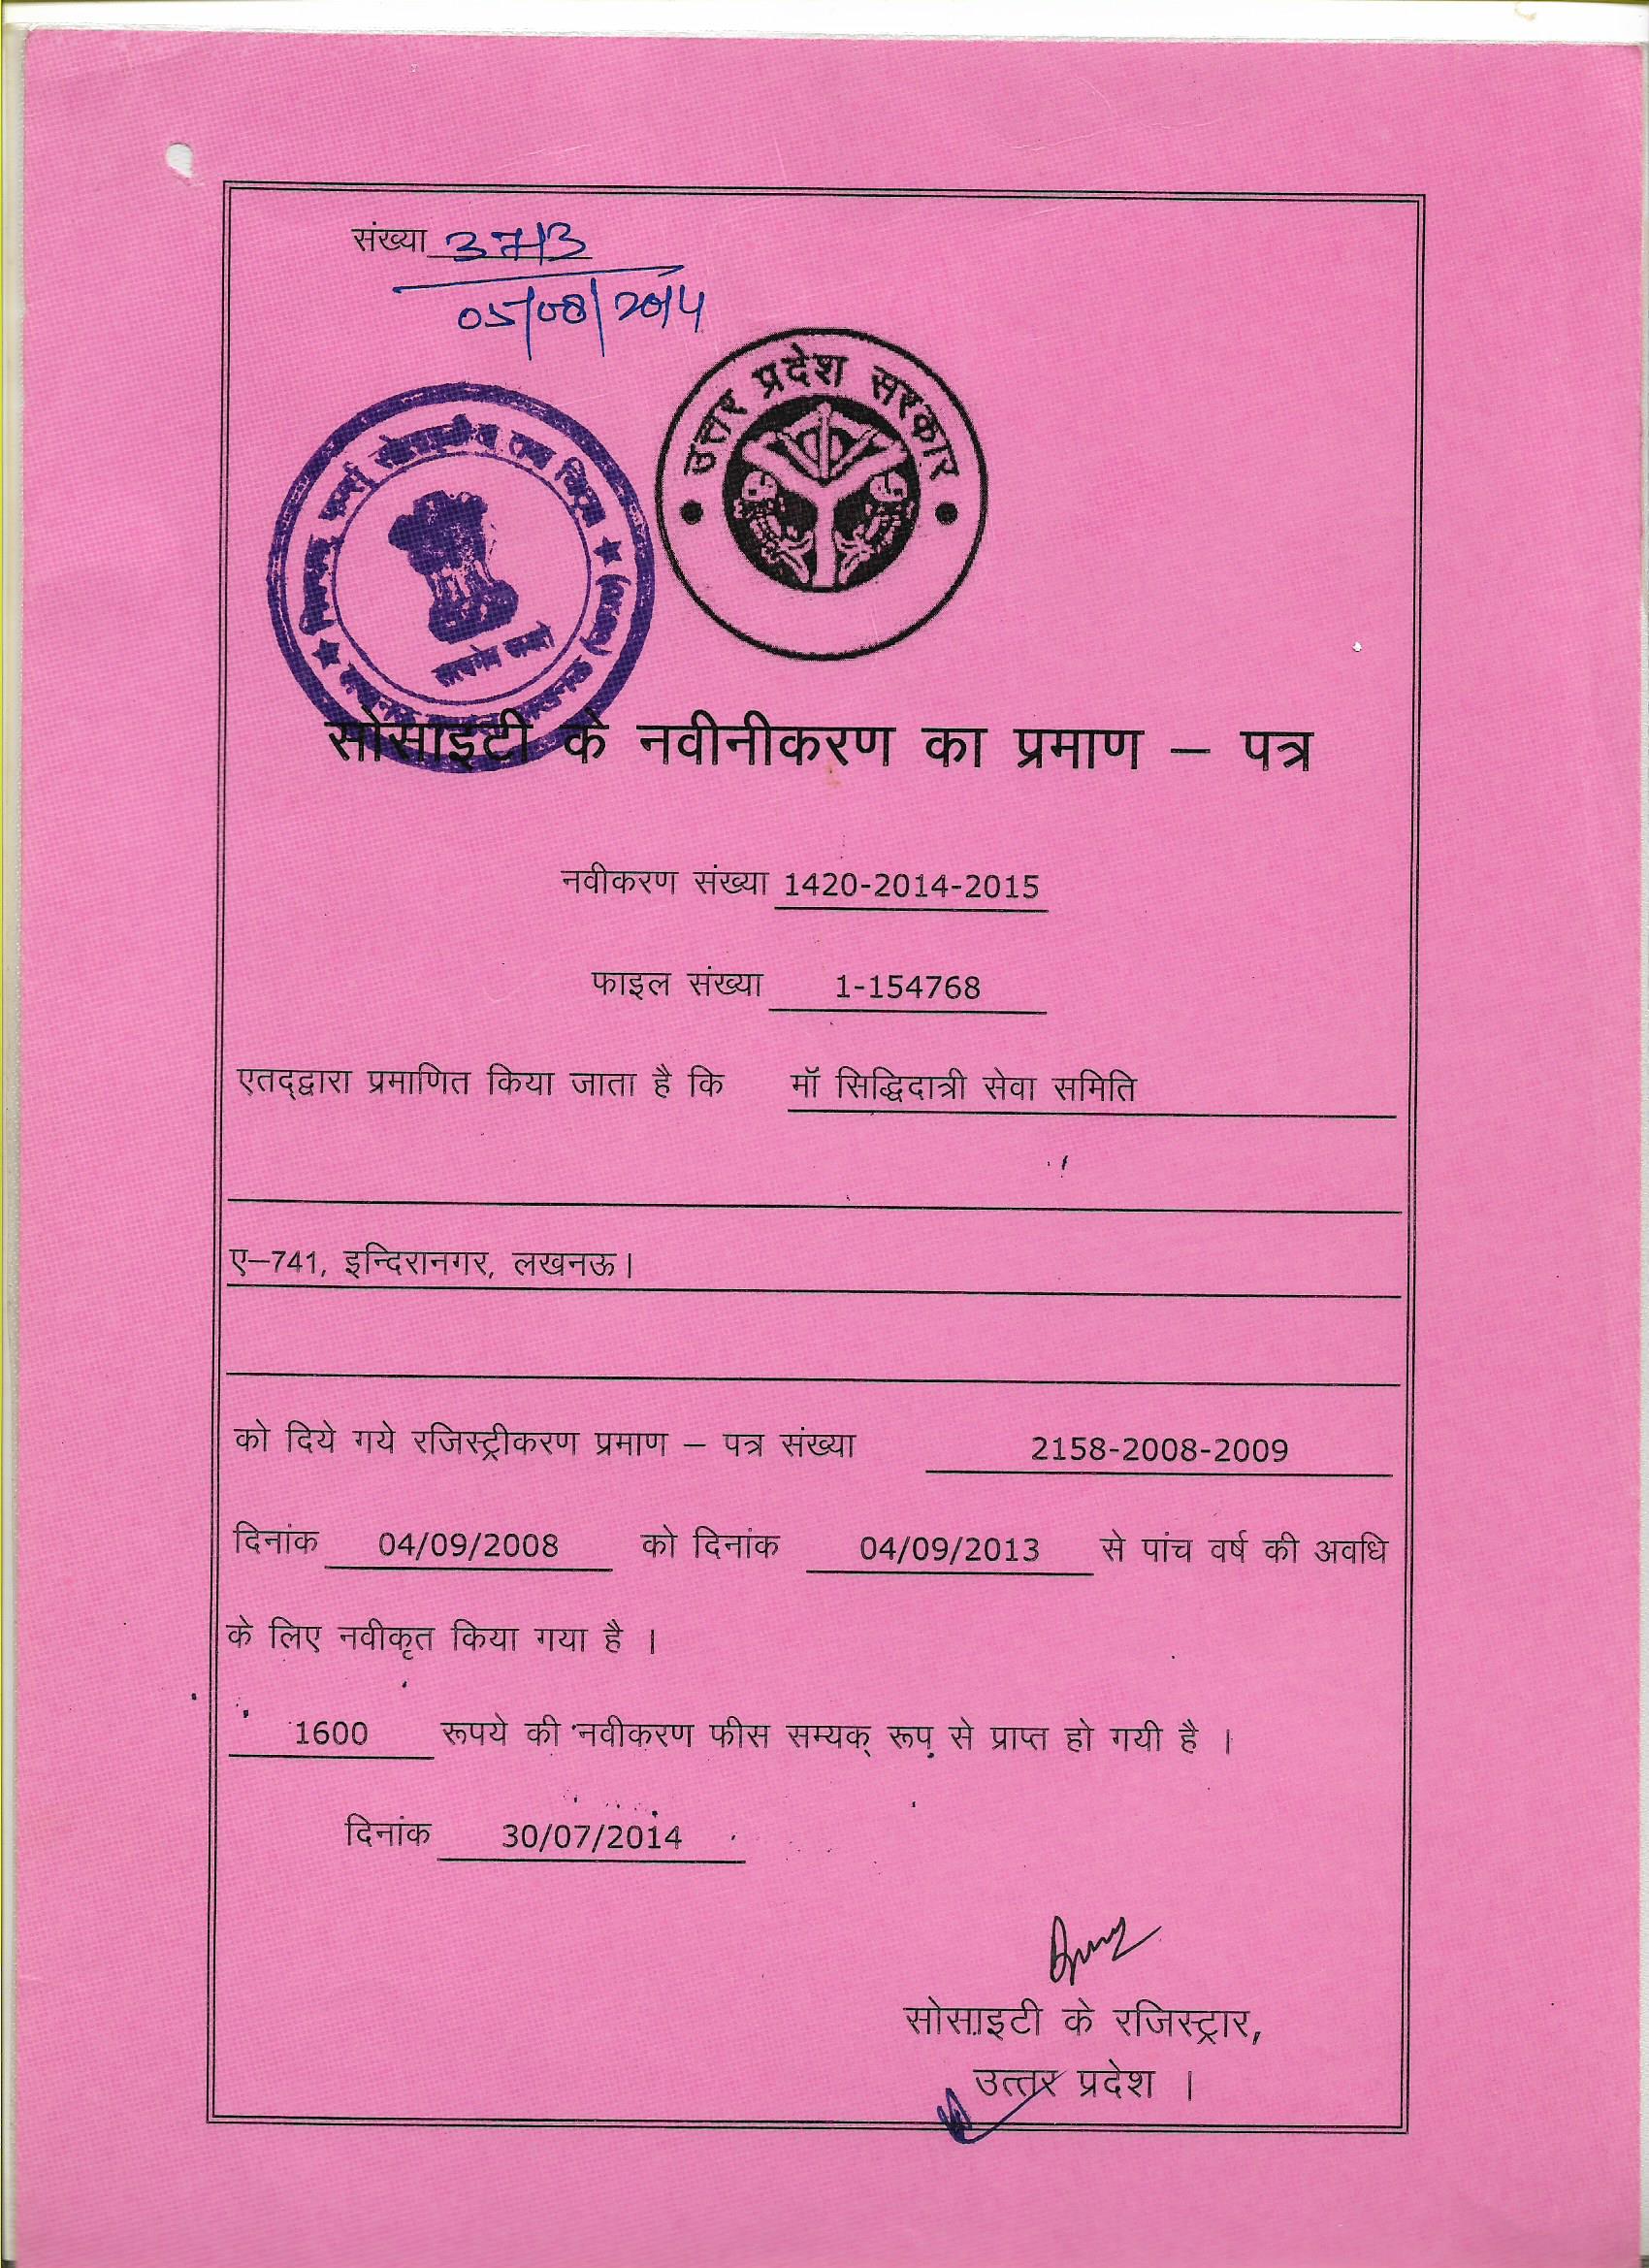 संख्या 3713
05/08/2014
उत्तर प्रदेश सरकार
सोसाइटी के नवीनीकरण का प्रमाण – पत्र
नवीकरण संख्या 1420-2014-2015
फाइल संख्या 1-154768
एतद्द्वारा प्रमाणित किया जाता है कि मॉ सिद्धिदात्री सेवा समिति
ए–741, इन्दिरानगर, लखनऊ।
को दिये गये रजिस्ट्रीकरण प्रमाण – पत्र संख्या 2158-2008-2009
दिनांक 04/09/2008 को दिनांक 04/09/2013 से पांच वर्ष की अवधि
के लिए नवीकृत किया गया है ।
1600 रूपये की नवीकरण फीस सम्यक् रूप से प्राप्त हो गयी है ।
दिनांक 30/07/2014
सोसाइटी के रजिस्ट्रार,
उत्तर प्रदेश ।